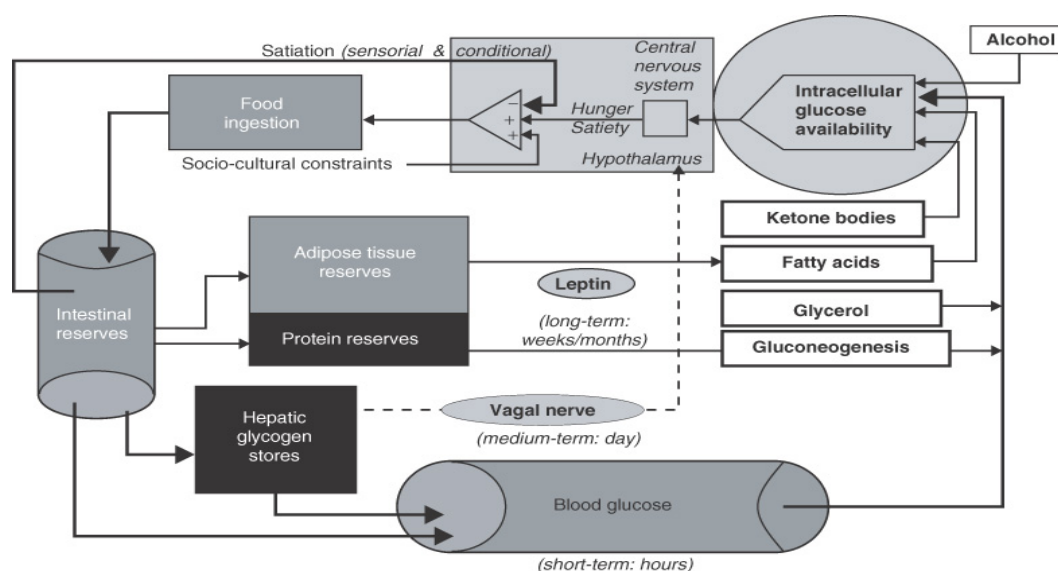 Satiation (sensorial & conditional)
Central
nervous
system
Alcohol
Food
ingestion
−
+
+
Hunger
Satiety
Intracellular
glucose
availability
Socio-cultural constraints
Hypothalamus
Ketone bodies
Adipose tissue
reserves
Fatty acids
Leptin
Intestinal
reserves
Glycerol
(long-term:
weeks/months)
Protein reserves
Gluconeogenesis
Hepatic
glycogen
stores
Vagal nerve
(medium-term: day)
Blood glucose
(short-term: hours)